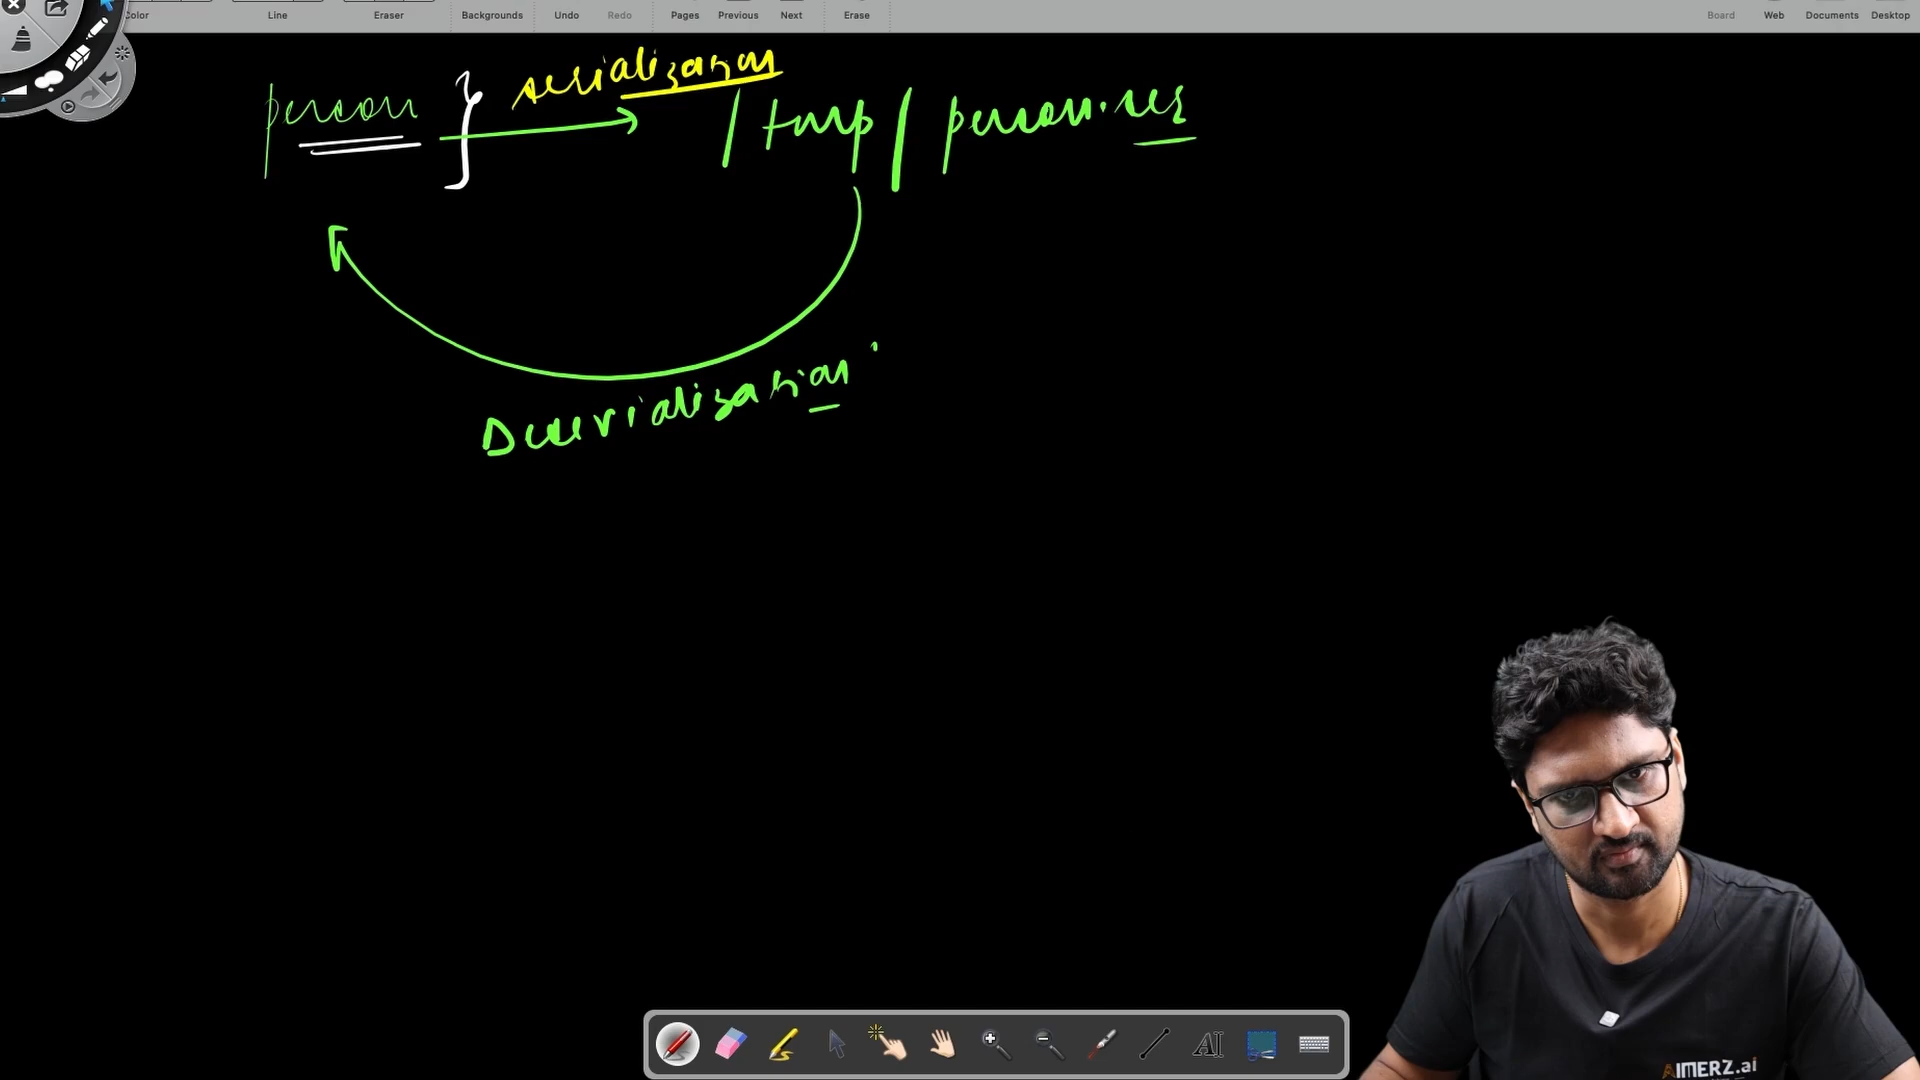 Color Line Eraser Backgrounds Undo Redo Pages Previous Next Erase Board Web Documents Desktop
serialization
person } → /tmp/person.ser
Deserialization
AI
AIMERZ.ai